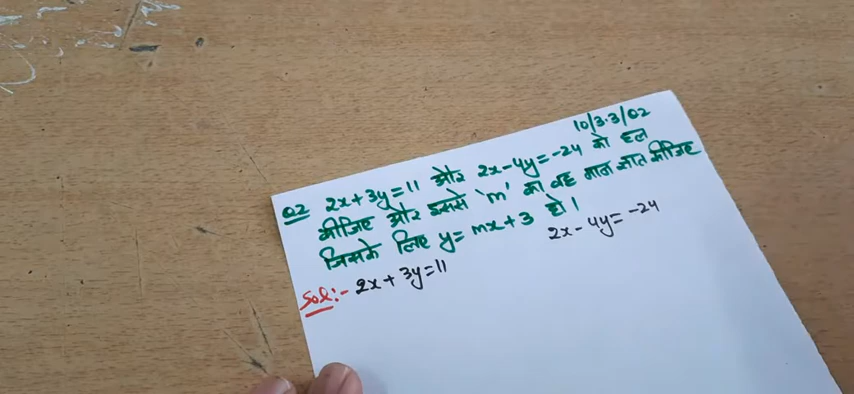 10/3.3/02
Q2 2x+3y=11 और 2x-4y=-24 को हल
कीजिए और इससे 'm' का वह मान ज्ञात कीजिए
जिसके लिए y=mx+3 हो।
Sol:- 2x+3y=11 2x-4y=-24